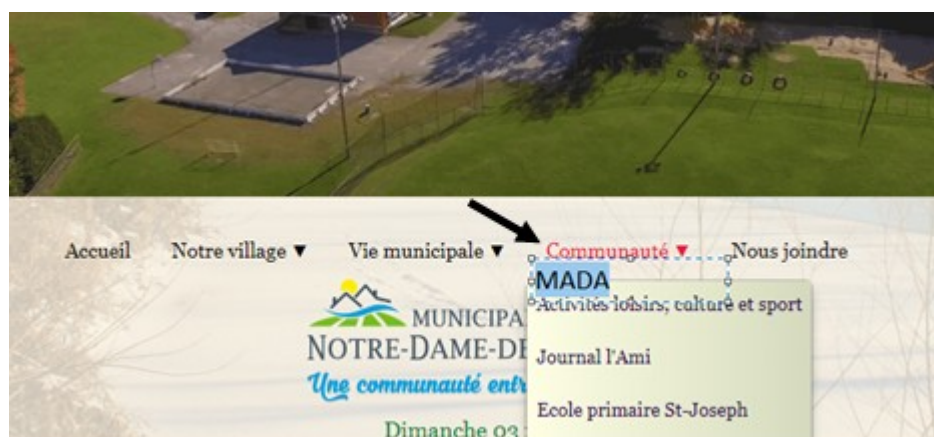 Accueil Notre village ▼ Vie municipale ▼ Communauté ▼ Nous joindre
MADA
Activités loisirs, culture et sport
MUNICIPA
NOTRE-DAME-DE
Journal l'Ami
Une communauté entr
Ecole primaire St-Joseph
Dimanche 03